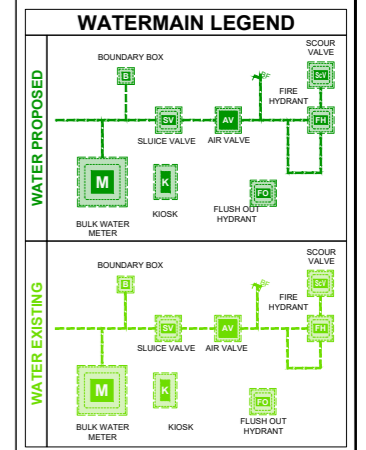 WATERMAIN LEGEND
WATER PROPOSED
BOUNDARY BOX
B
SCOUR
VALVE
ScV
BF
FIRE
HYDRANT
FH
SV
SLUICE VALVE
AV
AIR VALVE
M
BULK WATER
METER
K
KIOSK
FO
FLUSH OUT
HYDRANT
WATER EXISTING
BOUNDARY BOX
B
SCOUR
VALVE
ScV
BF
FIRE
HYDRANT
FH
SV
SLUICE VALVE
AV
AIR VALVE
M
BULK WATER
METER
K
KIOSK
FO
FLUSH OUT
HYDRANT